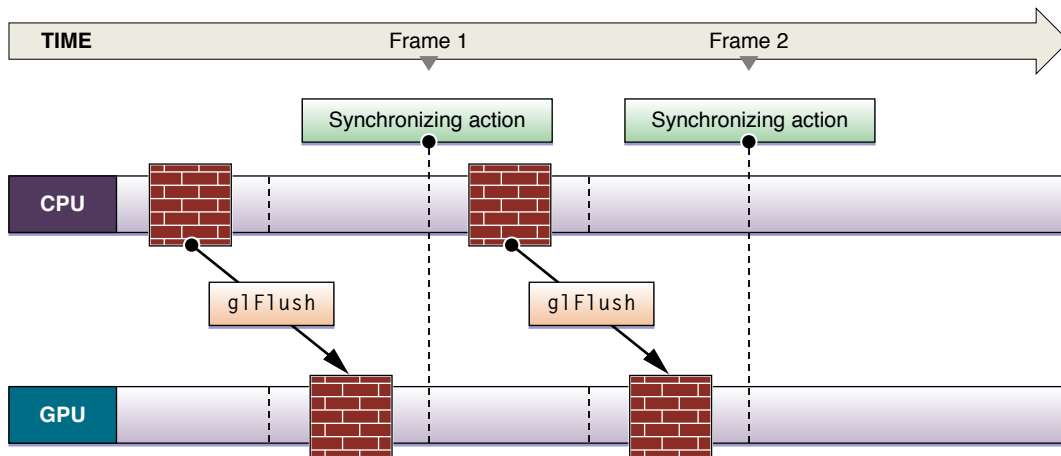 TIME
Frame 1
Frame 2
Synchronizing action
Synchronizing action
CPU
glFlush
glFlush
GPU